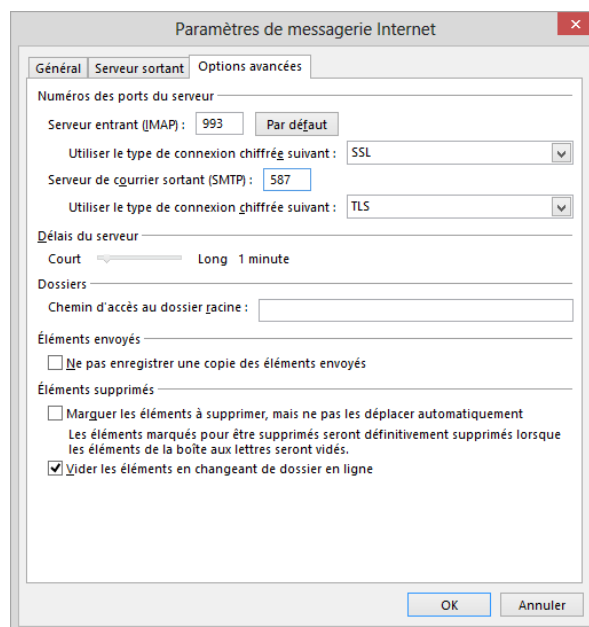 Paramètres de messagerie Internet
Général Serveur sortant Options avancées
Numéros des ports du serveur
Serveur entrant (IMAP) : 993 Par défaut
Utiliser le type de connexion chiffrée suivant : SSL
Serveur de courrier sortant (SMTP) : 587
Utiliser le type de connexion chiffrée suivant : TLS
Délais du serveur
Court Long 1 minute
Dossiers
Chemin d'accès au dossier racine :
Éléments envoyés
Ne pas enregistrer une copie des éléments envoyés
Éléments supprimés
Marquer les éléments à supprimer, mais ne pas les déplacer automatiquement
Les éléments marqués pour être supprimés seront définitivement supprimés lorsque
les éléments de la boîte aux lettres seront vidés.
Vider les éléments en changeant de dossier en ligne
OK Annuler